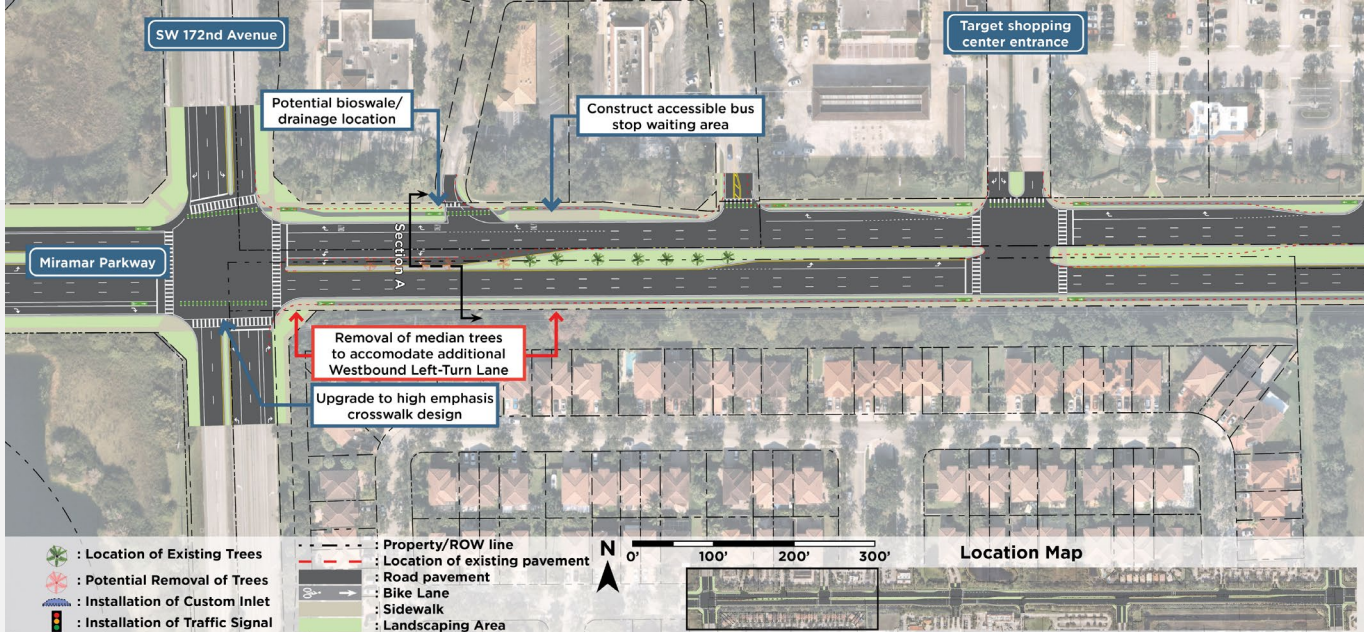 SW 172nd Avenue
Target shopping
center entrance
Potential bioswale/
drainage location
Construct accessible bus
stop waiting area
Miramar Parkway
Section A
Removal of median trees
to accomodate additional
Westbound Left-Turn Lane
Upgrade to high emphasis
crosswalk design
: Location of Existing Trees
: Potential Removal of Trees
: Installation of Custom Inlet
: Installation of Traffic Signal
: Property/ROW line
: Location of existing pavement
: Road pavement
: Bike Lane
: Sidewalk
: Landscaping Area
N
0' 100' 200' 300'
Location Map